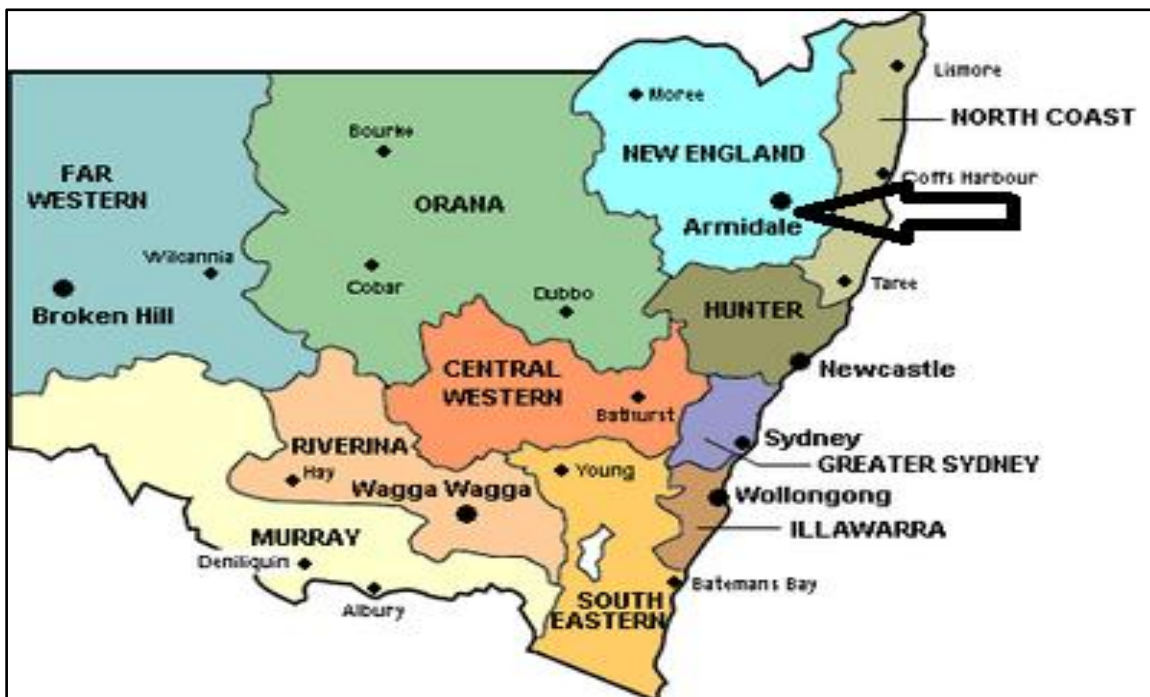 Lismore
Moree
NORTH COAST
Bourke
NEW ENGLAND
FAR
WESTERN
Coffs Harbour
ORANA
Armidale
Wilcannia
Cobar
Dubbo
Taree
Broken Hill
HUNTER
CENTRAL
WESTERN
Newcastle
Bathurst
RIVERINA
Sydney
GREATER SYDNEY
Hay
Young
Wagga Wagga
Wollongong
ILLAWARRA
MURRAY
Deniliquin
Batemans Bay
Albury
SOUTH
EASTERN